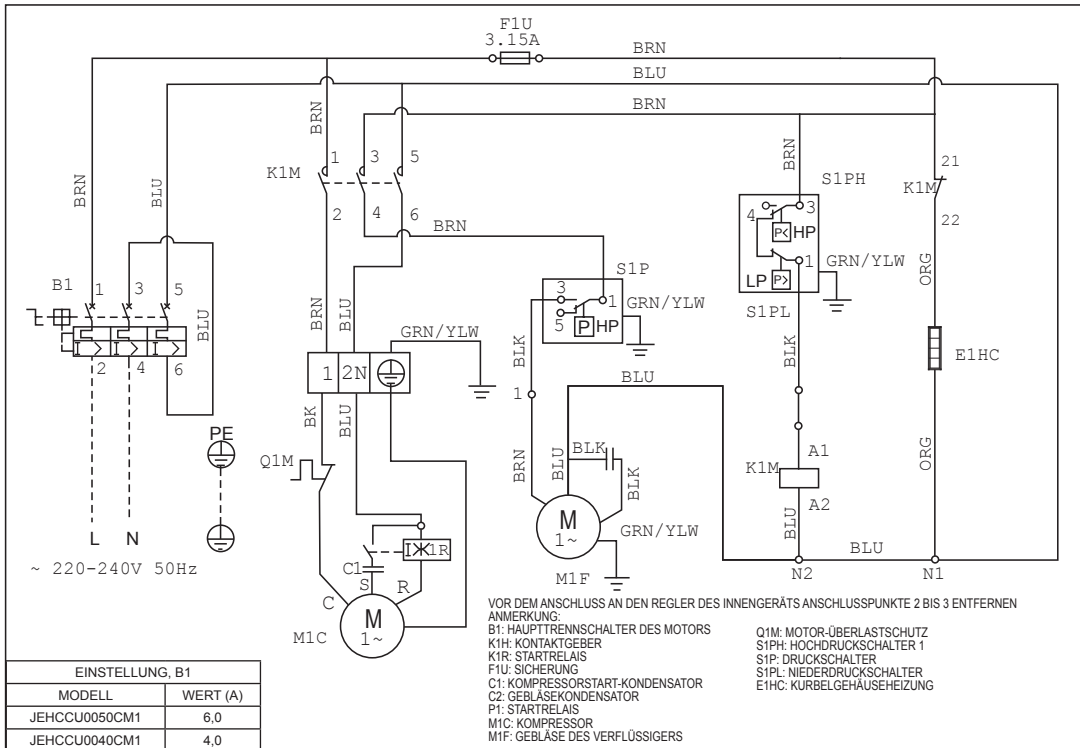 F1U
3.15A
BRN
BLU
BRN
BRN
BLU
BRN
BRN
1 3 5
K1M
2 4 6
BRN
21
K1M
22
S1PH
4 3
P< HP
1
LP P>
S1PL
GRN/YLW
ORG
B1
1 3 5
BLU
2 4 6
I> I> I>
BRN BLU
GRN/YLW
S1P
3 1
5
P HP
GRN/YLW
BLK
1
BLU
BLK
E1HC
1 2N
BK BLU
PE
Q1M
BRN BLU
BLK
BLK
K1M
A1
A2
BLU
ORG
L N
~ 220-240V 50Hz
1R
C1
S R
C
M
1~
M1C
M
1~
GRN/YLW
M1F
BLU
N2 N1
VOR DEM ANSCHLUSS AN DEN REGLER DES INNENGERÄTS ANSCHLUSSPUNKTE 2 BIS 3 ENTFERNEN
ANMERKUNG:
B1: HAUPTTRENNSCHALTER DES MOTORS
K1H: KONTAKTGEBER
K1R: STARTRELAIS
F1U: SICHERUNG
C1: KOMPRESSORSTART-KONDENSATOR
C2: GEBLÄSEKONDENSATOR
P1: STARTRELAIS
M1C: KOMPRESSOR
M1F: GEBLÄSE DES VERFLÜSSIGERS
Q1M: MOTOR-ÜBERLASTSCHUTZ
S1PH: HOCHDRUCKSCHALTER 1
S1P: DRUCKSCHALTER
S1PL: NIEDERDRUCKSCHALTER
E1HC: KURBELGEHÄUSEHEIZUNG
EINSTELLUNG, B1
MODELL WERT (A)
JEHCCU0050CM1 6,0
JEHCCU0040CM1 4,0